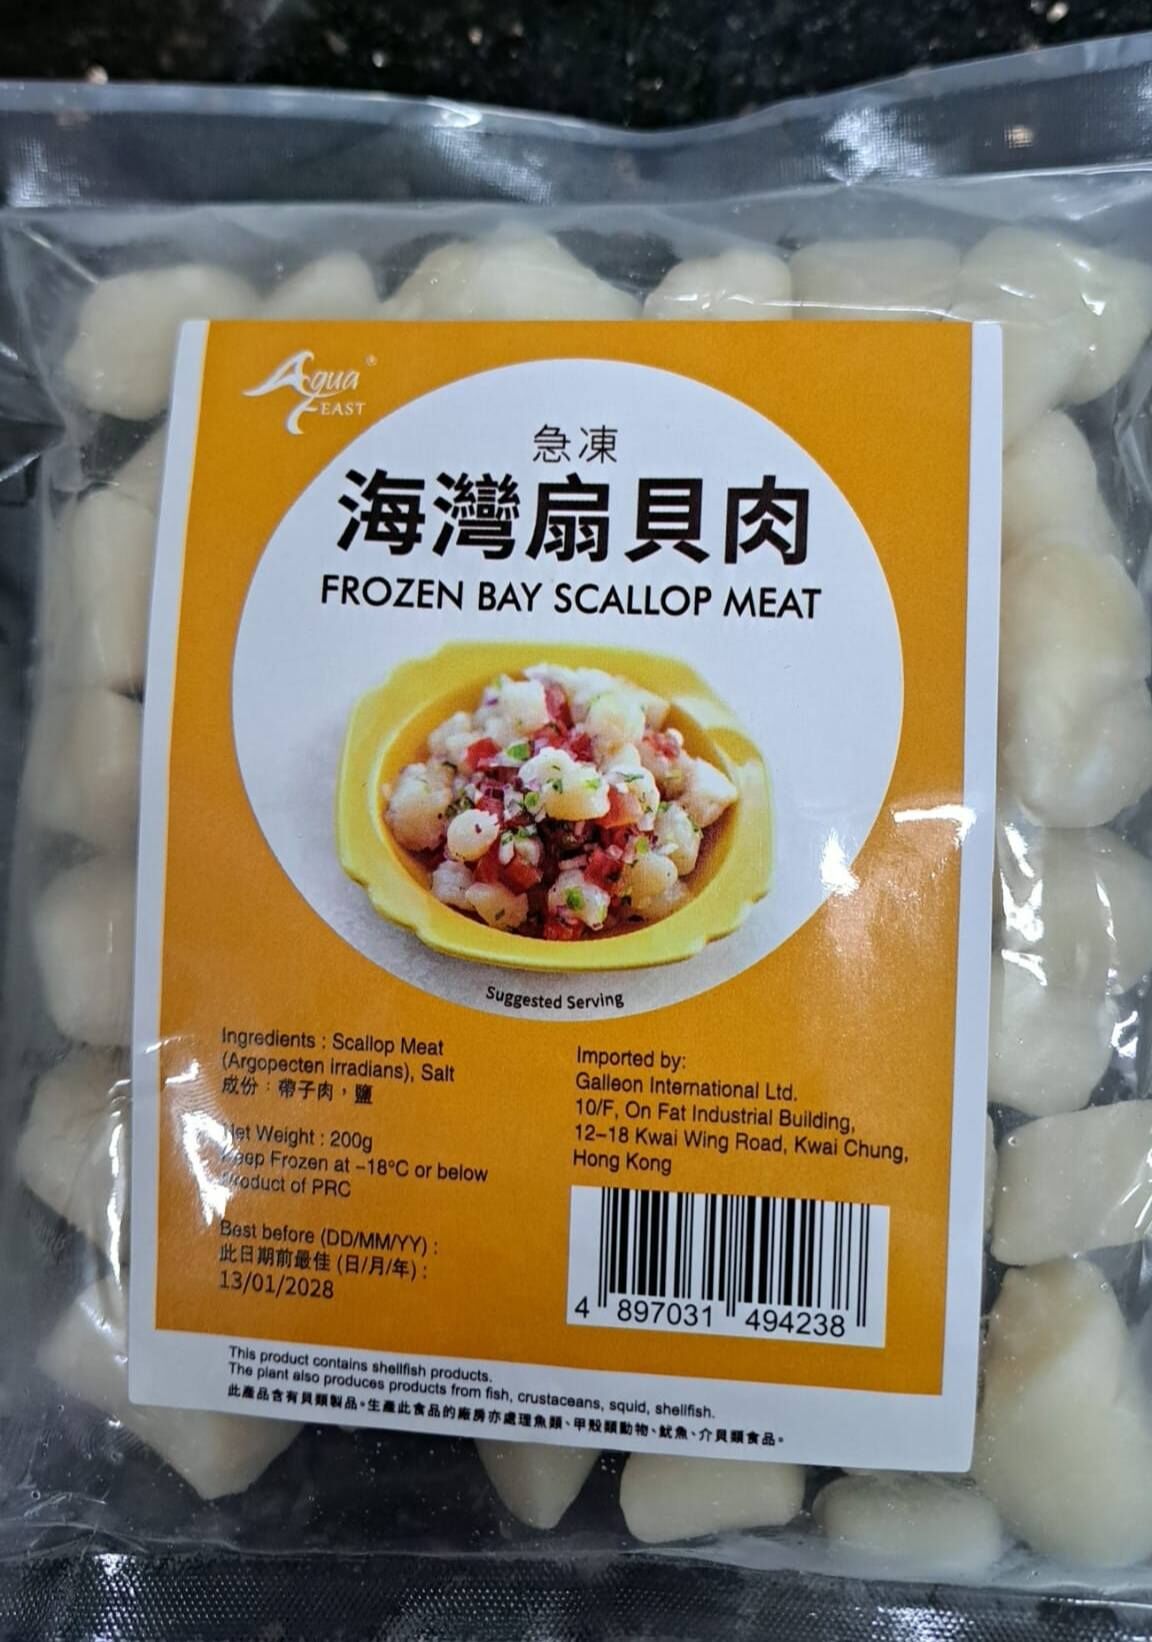 Aqua®
FEAST
急凍
海灣扇貝肉
FROZEN BAY SCALLOP MEAT
Suggested Serving
Ingredients : Scallop Meat
(Argopecten irradians), Salt
成份：帶子肉，鹽
Net Weight : 200g
Keep Frozen at -18°C or below
Product of PRC
Best before (DD/MM/YY) :
此日期前最佳 (日/月/年) :
13/01/2028
Imported by:
Galleon International Ltd.
10/F, On Fat Industrial Building,
12-18 Kwai Wing Road, Kwai Chung,
Hong Kong
4 897031 494238
This product contains shellfish products.
The plant also produces products from fish, crustaceans, squid, shellfish.
此產品含有貝類製品。生產此食品的廠房亦處理魚類、甲殼類動物、魷魚、介貝類食品。